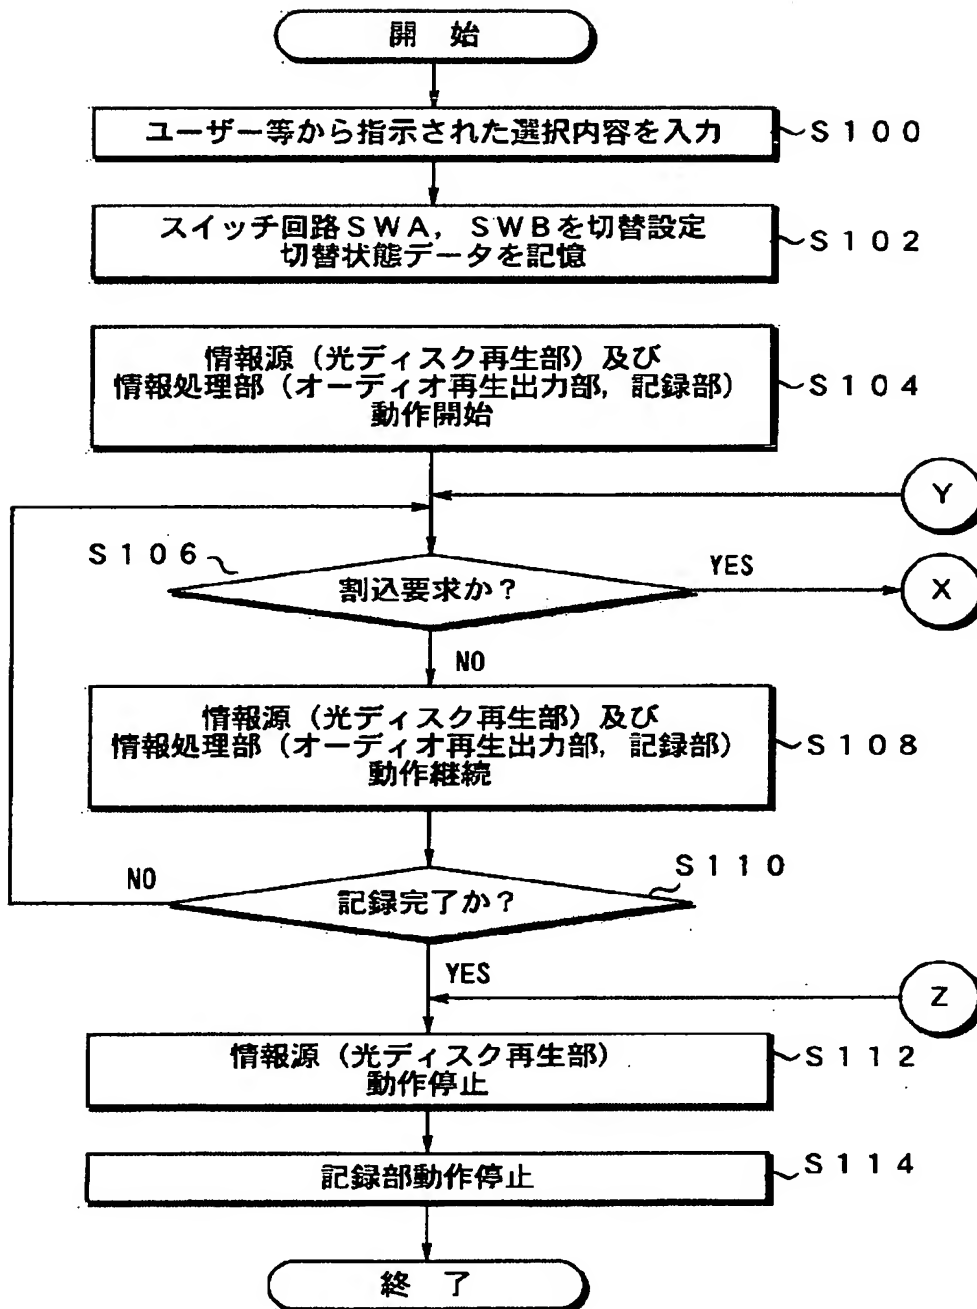 開 始
ユーザー等から指示された選択内容を入力
S100
スイッチ回路SWA，SWBを切替設定
切替状態データを記憶
S102
情報源（光ディスク再生部）及び
情報処理部（オーディオ再生出力部，記録部）
動作開始
S104
Y
S106
割込要求か？
YES
X
NO
情報源（光ディスク再生部）及び
情報処理部（オーディオ再生出力部，記録部）
動作継続
S108
S110
NO
記録完了か？
YES
Z
情報源（光ディスク再生部）
動作停止
S112
記録部動作停止
S114
終 了